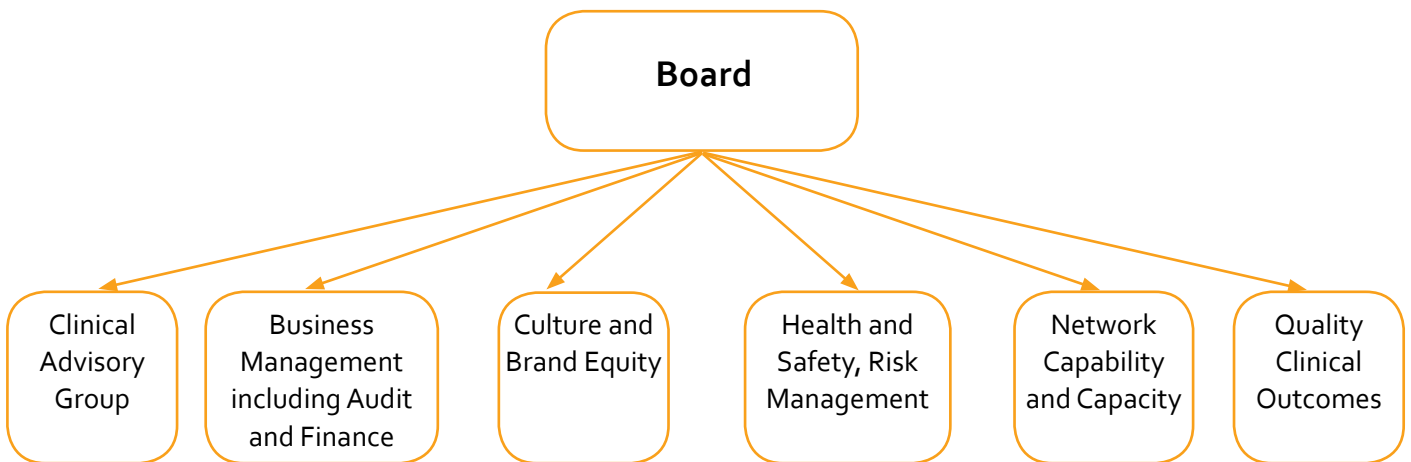 Board
Clinical
Advisory
Group
Business
Management
including Audit
and Finance
Culture and
Brand Equity
Health and
Safety, Risk
Management
Network
Capability
and Capacity
Quality
Clinical
Outcomes